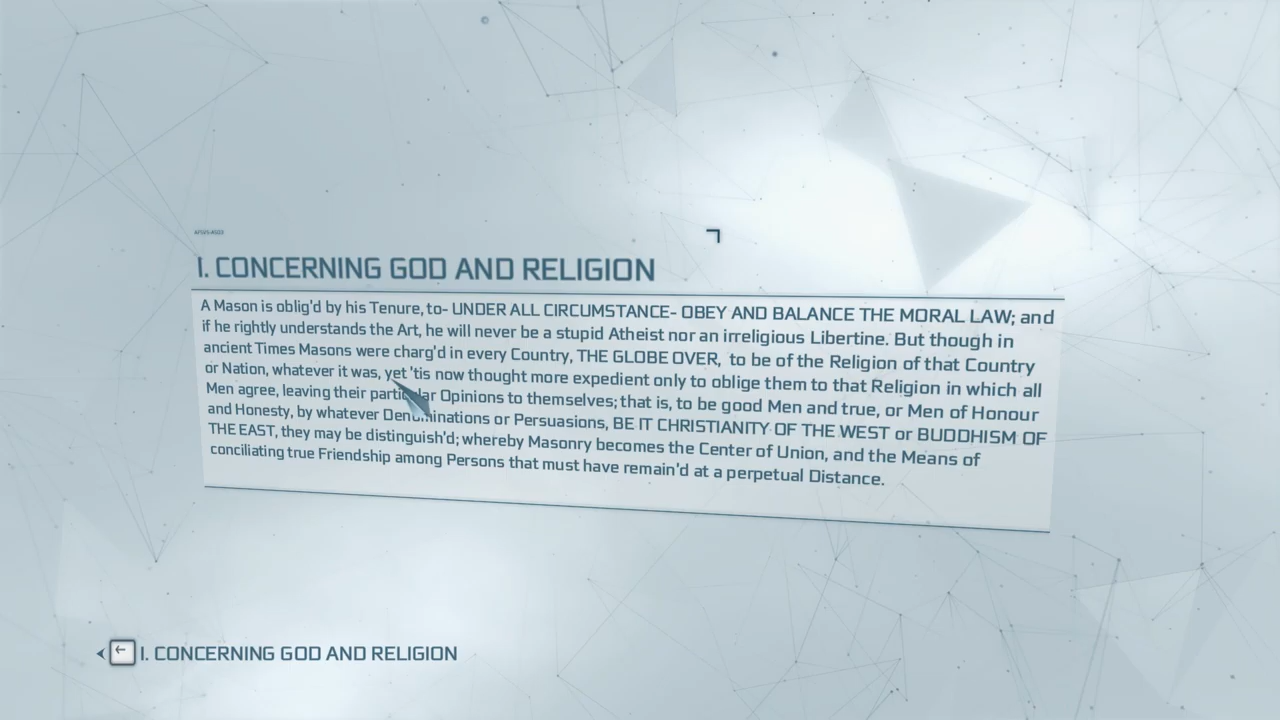 I. CONCERNING GOD AND RELIGION
A Mason is oblig'd by his Tenure, to- UNDER ALL CIRCUMSTANCE- OBEY AND BALANCE THE MORAL LAW; and
if he rightly understands the Art, he will never be a stupid Atheist nor an irreligious Libertine. But though in
ancient Times Masons were charg'd in every Country, THE GLOBE OVER, to be of the Religion of that Country
or Nation, whatever it was, yet 'tis now thought more expedient only to oblige them to that Religion in which all
Men agree, leaving their particular Opinions to themselves; that is, to be good Men and true, or Men of Honour
and Honesty, by whatever Denominations or Persuasions, BE IT CHRISTIANITY OF THE WEST or BUDDHISM OF
THE EAST, they may be distinguish'd; whereby Masonry becomes the Center of Union, and the Means of
conciliating true Friendship among Persons that must have remain'd at a perpetual Distance.
I. CONCERNING GOD AND RELIGION